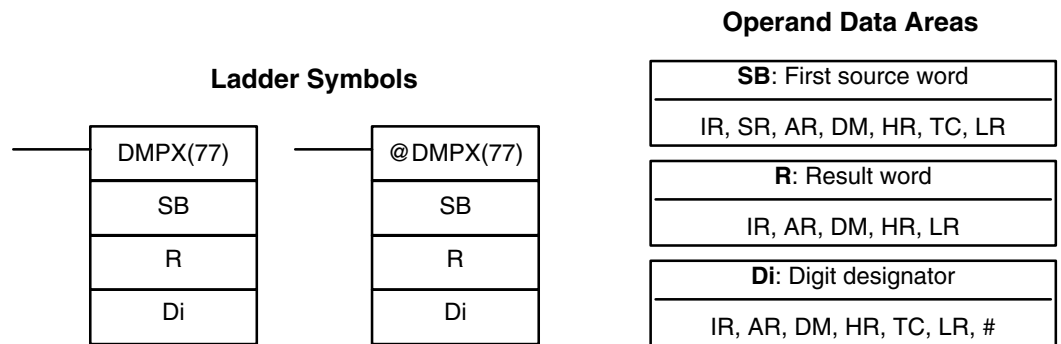 Ladder Symbols
DMPX(77)
SB
R
Di
@DMPX(77)
SB
R
Di
Operand Data Areas
SB: First source word
IR, SR, AR, DM, HR, TC, LR
R: Result word
IR, AR, DM, HR, LR
Di: Digit designator
IR, AR, DM, HR, TC, LR, #